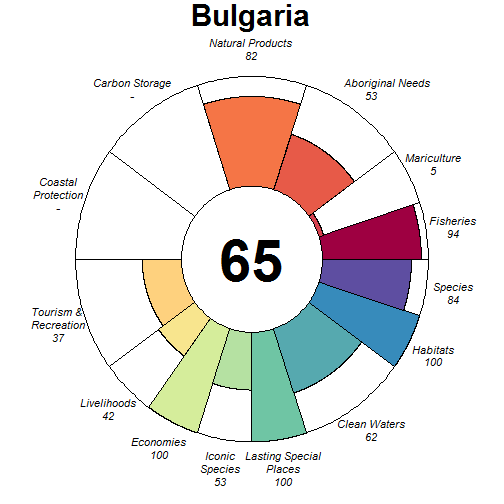 Bulgaria
Natural Products
82
Carbon Storage
-
Aboriginal Needs
53
Mariculture
5
Coastal
Protection
-
Fisheries
94
65
Species
84
Tourism &
Recreation
37
Habitats
100
Livelihoods
42
Clean Waters
62
Economies
100
Iconic
Species
53
Lasting Special
Places
100